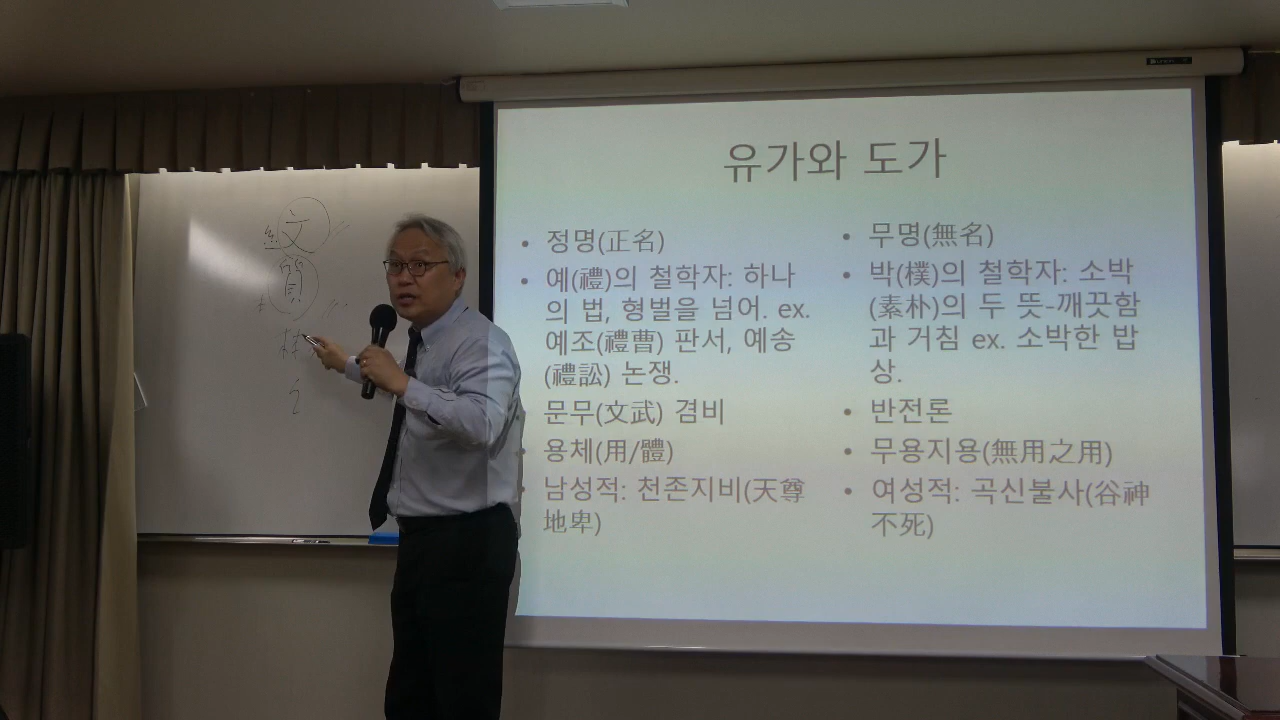 文
質
유가와 도가
• 정명(正名)
• 예(禮)의 철학자: 하나
의 법, 형벌을 넘어. ex.
예조(禮曹) 판서, 예송
(禮訟) 논쟁.
문무(文武) 겸비
• 용체(用/體)
• 남성적: 천존지비(天尊
地卑)
• 무명(無名)
• 박(樸)의 철학자: 소박
(素朴)의 두 뜻-깨끗함
과 거침 ex. 소박한 밥
상.
• 반전론
• 무용지용(無用之用)
• 여성적: 곡신불사(谷神
不死)